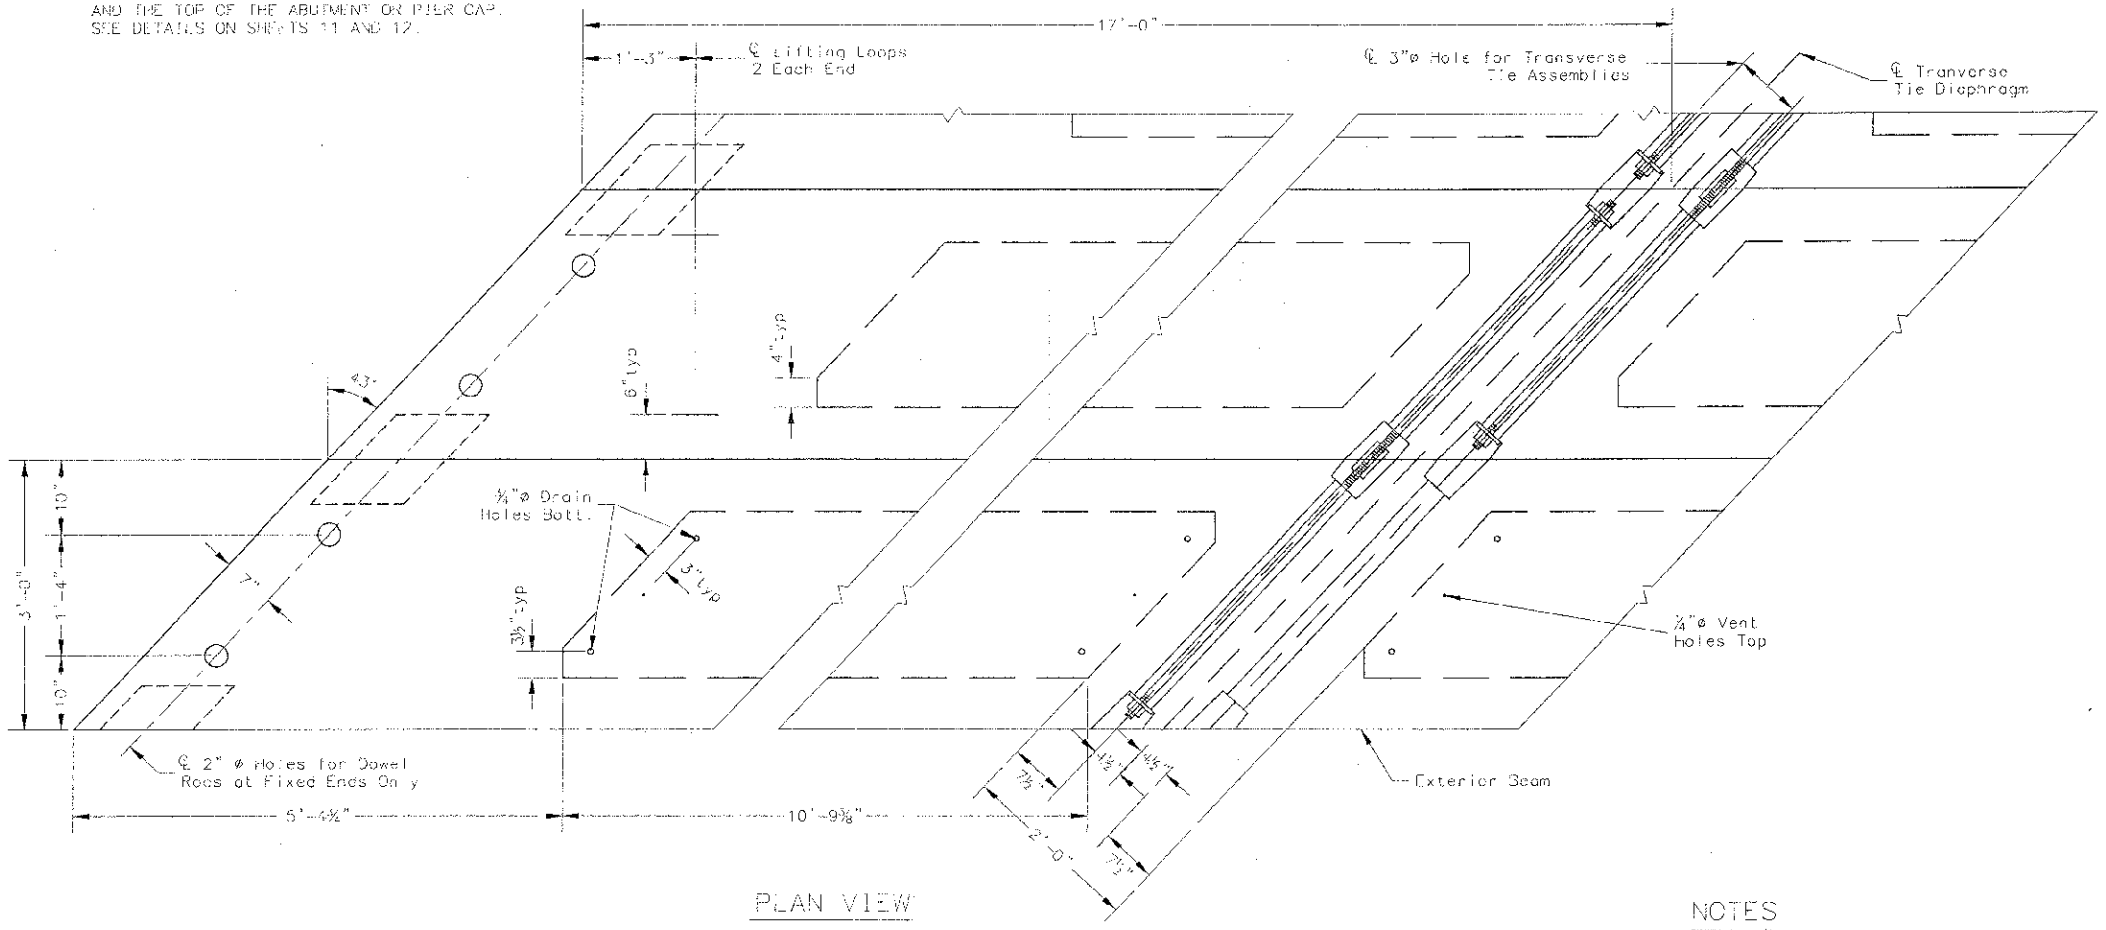 AND THE TOP OF THE ABUTMENT OR PIER CAP.
SEE DETAILS ON SHEETS 11 AND 12.
17'-0"
1'-3"
℄ Lifting Loops
2 Each End
℄ 3"ø Hole for Transverse
Tie Assemblies
℄ Tranverse
Tie Diaphragm
43°
6" typ
4" typ
3'-0"
10"
1'-4"
10"
7"
¾"ø Drain
Holes Bott.
3" typ
3½" typ
Vent
Holes Top
℄ 2" ø Holes for Dowel
Rods at Fixed Ends Only
Exterior Beam
5'-4¾"
10'-9⅜"
7½"
4½"
4½"
2'-0"
7½"
PLAN VIEW
NOTES